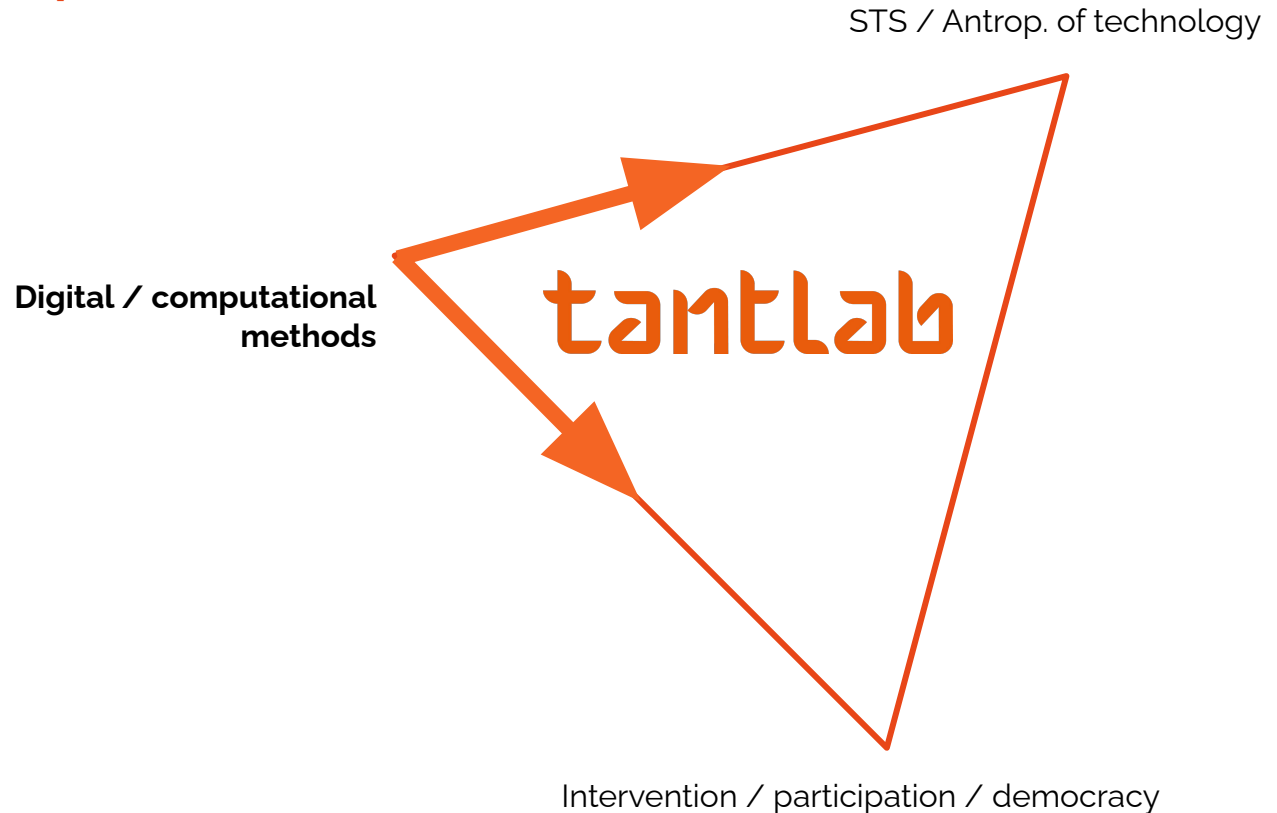 STS / Antrop. of technology
Digital / computational
methods
tantlab
Intervention / participation / democracy